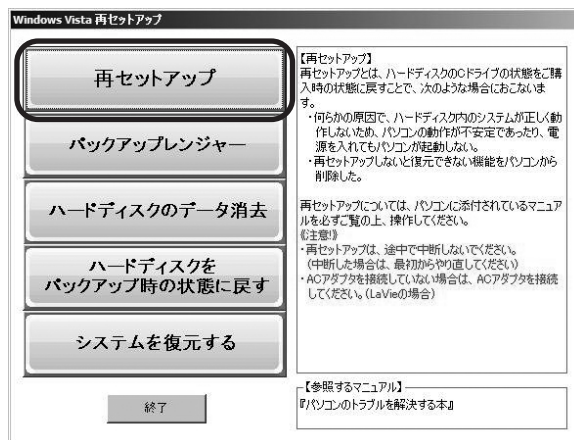 Windows Vista 再セットアップ
再セットアップ
バックアップレンジャー
ハードディスクのデータ消去
ハードディスクを
バックアップ時の状態に戻す
システムを復元する
終了
【再セットアップ】
再セットアップとは、ハードディスクのCドライブの状態をご購
入時の状態に戻すことで、次のような場合におこないま
す。
・何らかの原因で、ハードディスク内のシステムが正しく動
作しないため、パソコンの動作が不安定であったり、電
源を入れてもパソコンが起動しない。
・再セットアップしないと復元できない機能をパソコンから
削除した。
再セットアップについては、パソコンに添付されているマニュア
ルを必ずご覧の上、操作してください。
《注意!》
・再セットアップは、途中で中断しないでください。
(中断した場合は、最初からやり直してください)
・ACアダプタを接続していない場合は、ACアダプタを接続
してください。(LaVieの場合)
【参照するマニュアル】
『パソコンのトラブルを解決する本』